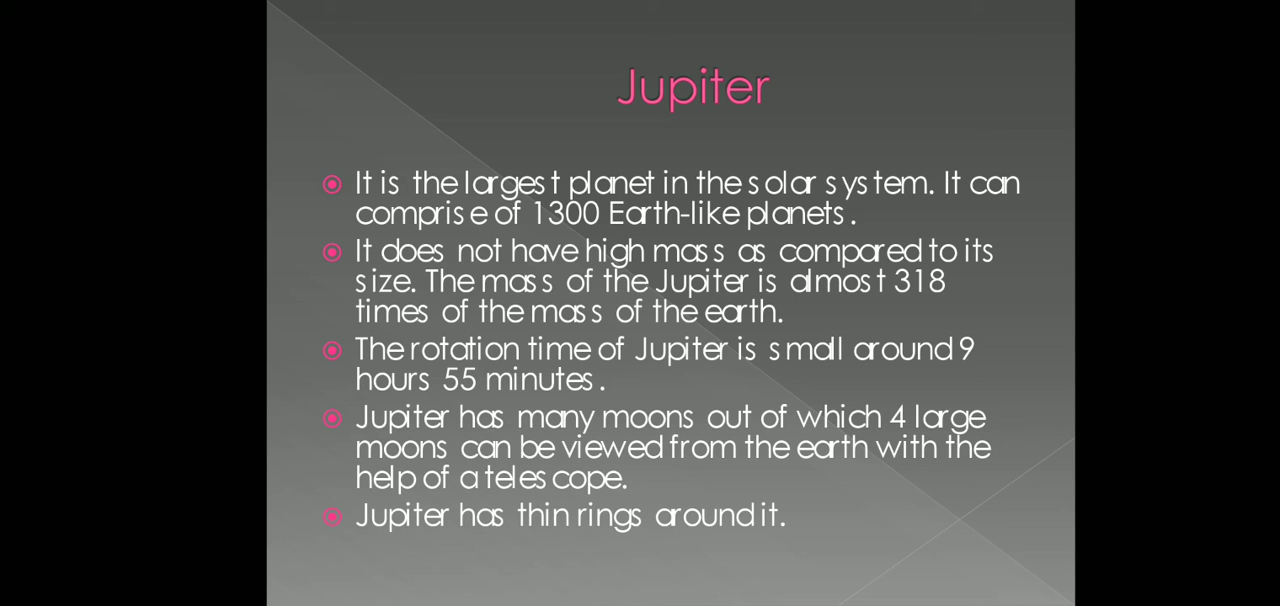 Jupiter
It is the largest planet in the solar system. It can
comprise of 1300 Earth-like planets.
It does not have high mass as compared to its
size. The mass of the Jupiter is almost 318
times of the mass of the earth.
The rotation time of Jupiter is small around 9
hours 55 minutes.
Jupiter has many moons out of which 4 large
moons can be viewed from the earth with the
help of a telescope.
Jupiter has thin rings around it.